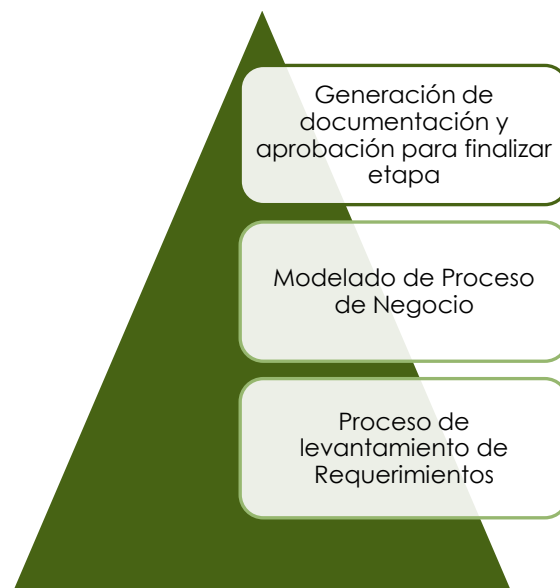 Generación de
documentación y
aprobación para finalizar
etapa
Modelado de Proceso
de Negocio
Proceso de
levantamiento de
Requerimientos